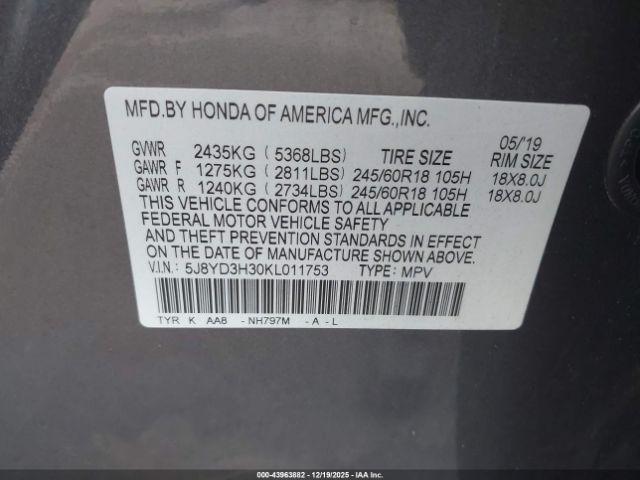 MFD.BY HONDA OF AMERICA MFG.,INC.
05/'19
GVWR 2435KG (5368LBS) TIRE SIZE RIM SIZE
GAWR F 1275KG (2811LBS) 245/60R18 105H 18X8.0J
GAWR R 1240KG (2734LBS) 245/60R18 105H 18X8.0J
THIS VEHICLE CONFORMS TO ALL APPLICABLE
FEDERAL MOTOR VEHICLE SAFETY
AND THEFT PREVENTION STANDARDS IN EFFECT
ON THE DATE OF MANUFACTURE SHOWN ABOVE.
V.I.N.: 5J8YD3H30KL011753 TYPE: MPV
TYR K AA8 -NH797M -A -L
000-43963882 - 12/19/2025 - IAA Inc.